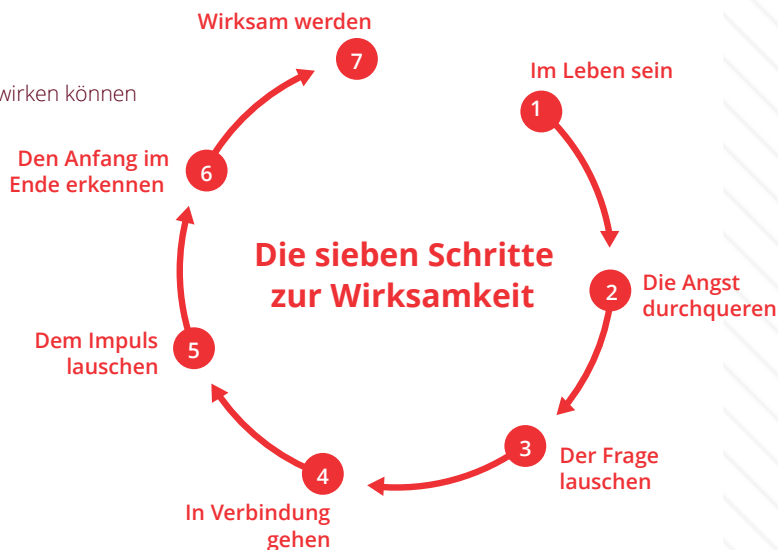 Wirksam werden
7
wirken können
Im Leben sein
1
Den Anfang im
Ende erkennen
6
Die sieben Schritte
zur Wirksamkeit
2
Die Angst
durchqueren
Dem Impuls
lauschen
5
3
Der Frage
lauschen
4
In Verbindung
gehen